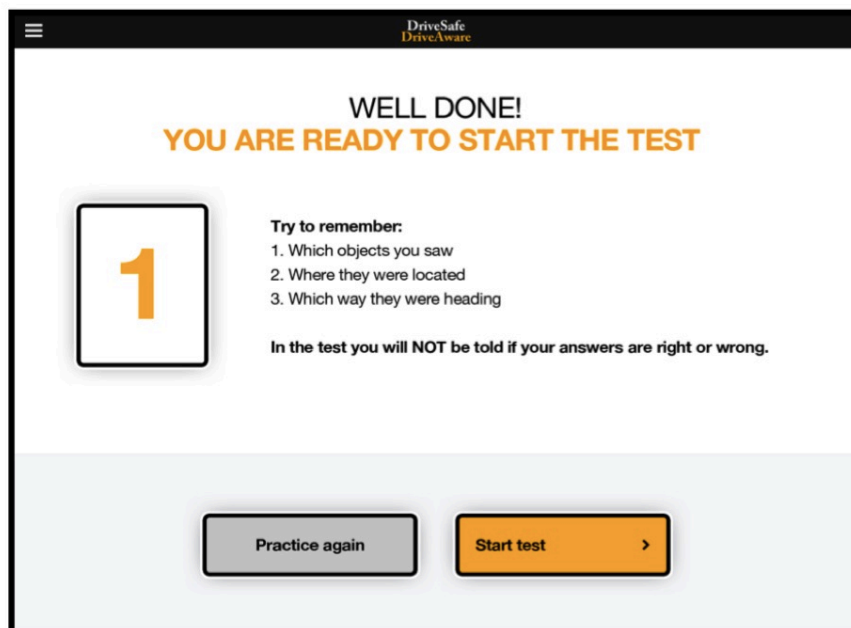 DriveSafe
DriveAware
WELL DONE!
YOU ARE READY TO START THE TEST
1
Try to remember:
1. Which objects you saw
2. Where they were located
3. Which way they were heading
In the test you will NOT be told if your answers are right or wrong.
Practice again
Start test